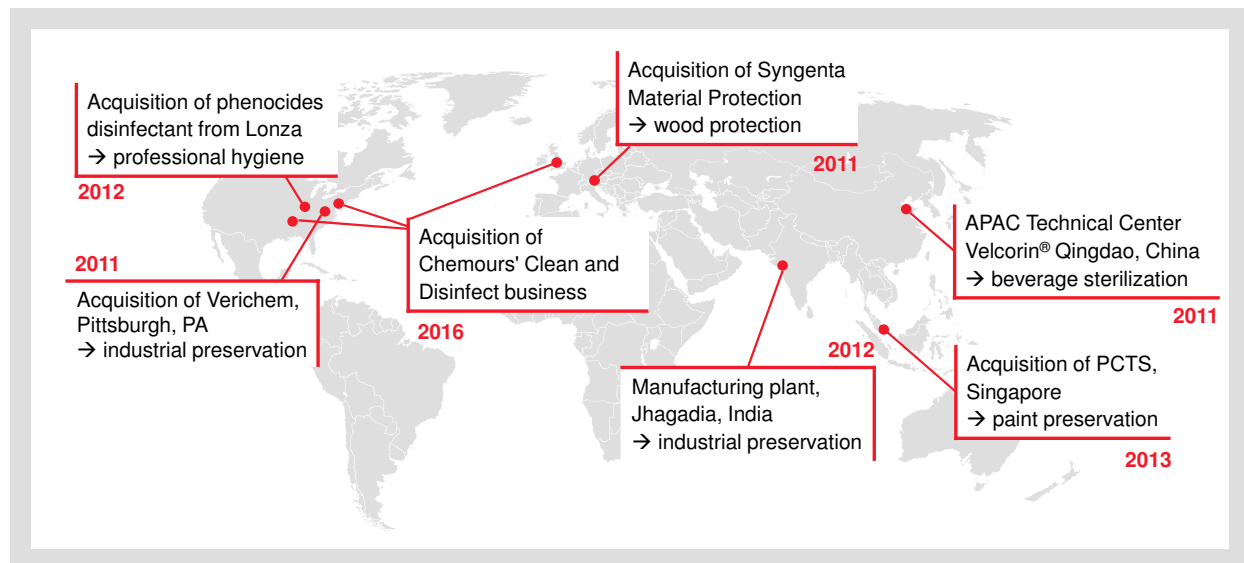 Acquisition of phenocides
disinfectant from Lonza
→ professional hygiene
2012
Acquisition of Syngenta
Material Protection
→ wood protection
2011
2011
Acquisition of Verichem,
Pittsburgh, PA
→ industrial preservation
Acquisition of
Chemours' Clean and
Disinfect business
2016
APAC Technical Center
Velcorin® Qingdao, China
→ beverage sterilization
2011
2012
Manufacturing plant,
Jhagadia, India
→ industrial preservation
Acquisition of PCTS,
Singapore
→ paint preservation
2013